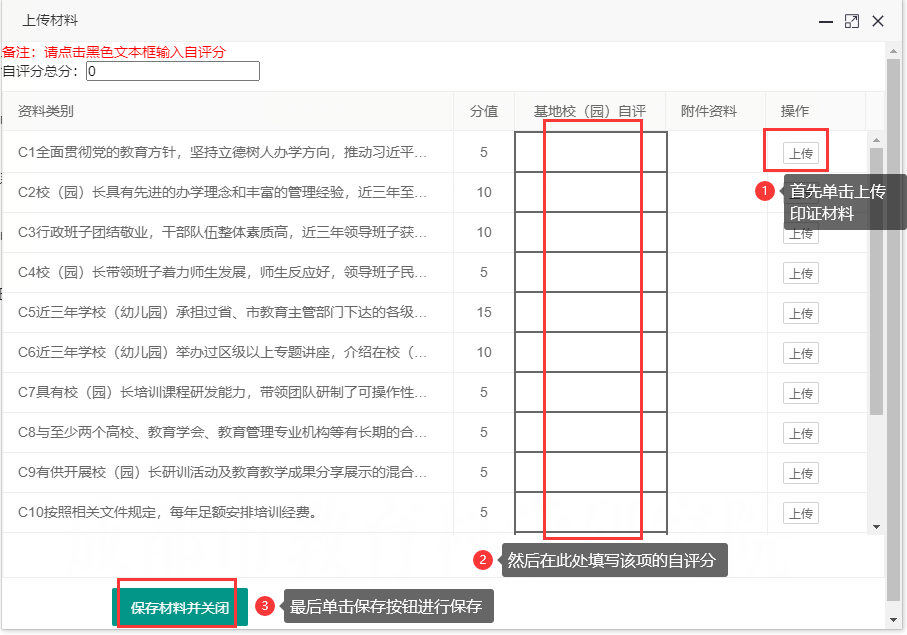 上传材料
备注：请点击黑色文本框输入自评分
自评分总分：0
资料类别 分值 基地校（园）自评 附件资料 操作
C1全面贯彻党的教育方针，坚持立德树人办学方向，推动习近平... 5 上传
1 首先单击上传
印证材料
C2校（园）长具有先进的办学理念和丰富的管理经验，近三年至... 10
C3行政班子团结敬业，干部队伍整体素质高，近三年领导班子获... 10 上传
C4校（园）长带领班子着力师生发展，师生反应好，领导班子民... 5 上传
C5近三年学校（幼儿园）承担过省、市教育主管部门下达的各级... 15 上传
C6近三年学校（幼儿园）举办过区级以上专题讲座，介绍在校（... 10 上传
C7具有校（园）长培训课程研发能力，带领团队研制了可操作性... 5 上传
C8与至少两个高校、教育学会、教育管理专业机构等有长期的合... 5 上传
C9有供开展校（园）长研训活动及教育教学成果分享展示的混合... 5 上传
C10按照相关文件规定，每年足额安排培训经费。 5 上传
2 然后在此处填写该项的自评分
保存材料并关闭 3 最后单击保存按钮进行保存